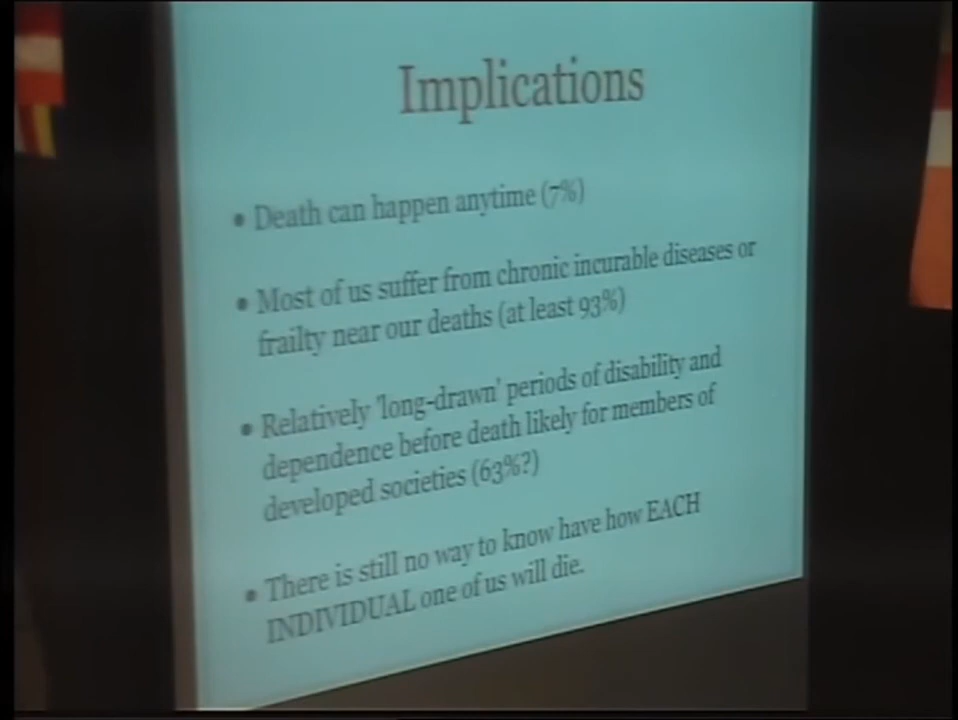 Implications
• Death can happen anytime (7%)
• Most of us suffer from chronic incurable diseases or
frailty near our deaths (at least 93%)
• Relatively 'long-drawn' periods of disability and
dependence before death likely for members of
developed societies (63%?)
• There is still no way to know have how EACH
INDIVIDUAL one of us will die.